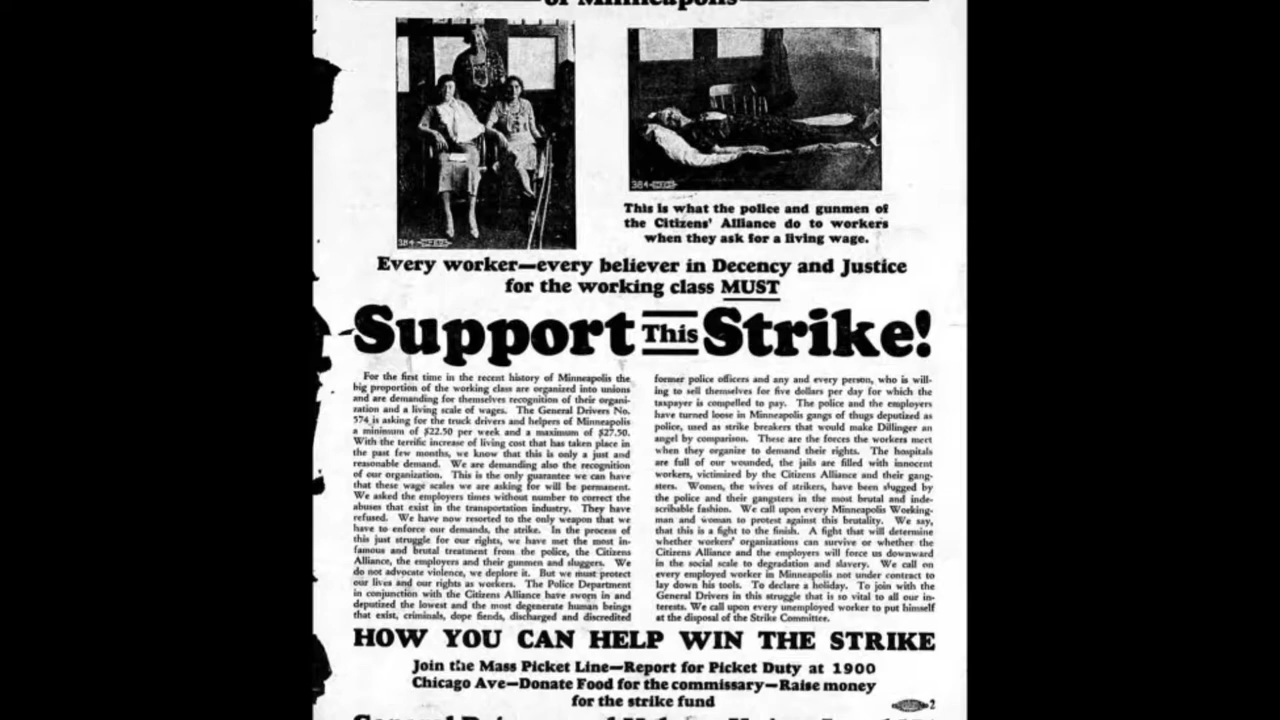 of Minneapolis
384
384
This is what the police and gunmen of
the Citizens' Alliance do to workers
when they ask for a living wage.
Every worker—every believer in Decency and Justice
for the working class MUST
Support This Strike!
For the first time in the recent history of Minneapolis the
big proportion of the working class are organized into unions
and are demanding for themselves recognition of their organi-
zation and a living scale of wages. The General Drivers No.
574 is asking for the truck drivers and helpers of Minneapolis
a minimum of $22.50 per week and a maximum of $27.50.
With the terrific increase of living cost that has taken place in
the past few months, we know that this is only a just and
reasonable demand. We are demanding also the recognition
of our organization. This is the only guarantee we can have
that these wage scales we are asking for will be permanent.
We asked the employers times without number to correct the
abuses that exist in the transportation industry. They have
refused. We have now resorted to the only weapon that we
have to enforce our demands, the strike. In the process of
this just struggle for our rights, we have met the most in-
famous and brutal treatment from the police, the Citizens
Alliance, the employers and their gunmen and sluggers. We
do not advocate violence, we deplore it. But we must protect
our lives and our rights as workers. The Police Department
in conjunction with the Citizens Alliance have sworn in and
deputized the lowest and the most degenerate human beings
that exist, criminals, dope fiends, discharged and discredited
former police officers and any and every person, who is will-
ing to sell themselves for five dollars per day for which the
taxpayer is compelled to pay. The police and the employers
have turned loose in Minneapolis gangs of thugs deputized as
police, used as strike breakers that would make Dillinger an
angel by comparison. These are the forces the workers meet
when they organize to demand their rights. The hospitals
are full of our wounded, the jails are filled with innocent
workers, victimized by the Citizens Alliance and their gang-
sters. Women, the wives of strikers, have been slugged by
the police and their gangsters in the most brutal and inde-
scribable fashion. We call upon every Minneapolis Working-
man and woman to protest against this brutality. We say,
that this is a fight to the finish. A fight that will determine
whether workers' organizations can survive or whether the
Citizens Alliance and the employers will force us downward
in the social scale to degradation and slavery. We call on
every employed worker in Minneapolis not under contract to
lay down his tools. To declare a holiday. To join with the
General Drivers in this struggle that is so vital to all our in-
terests. We call upon every unemployed worker to put himself
at the disposal of the Strike Committee.
HOW YOU CAN HELP WIN THE STRIKE
Join the Mass Picket Line—Report for Picket Duty at 1900
Chicago Ave—Donate Food for the commissary—Raise money
for the strike fund
2